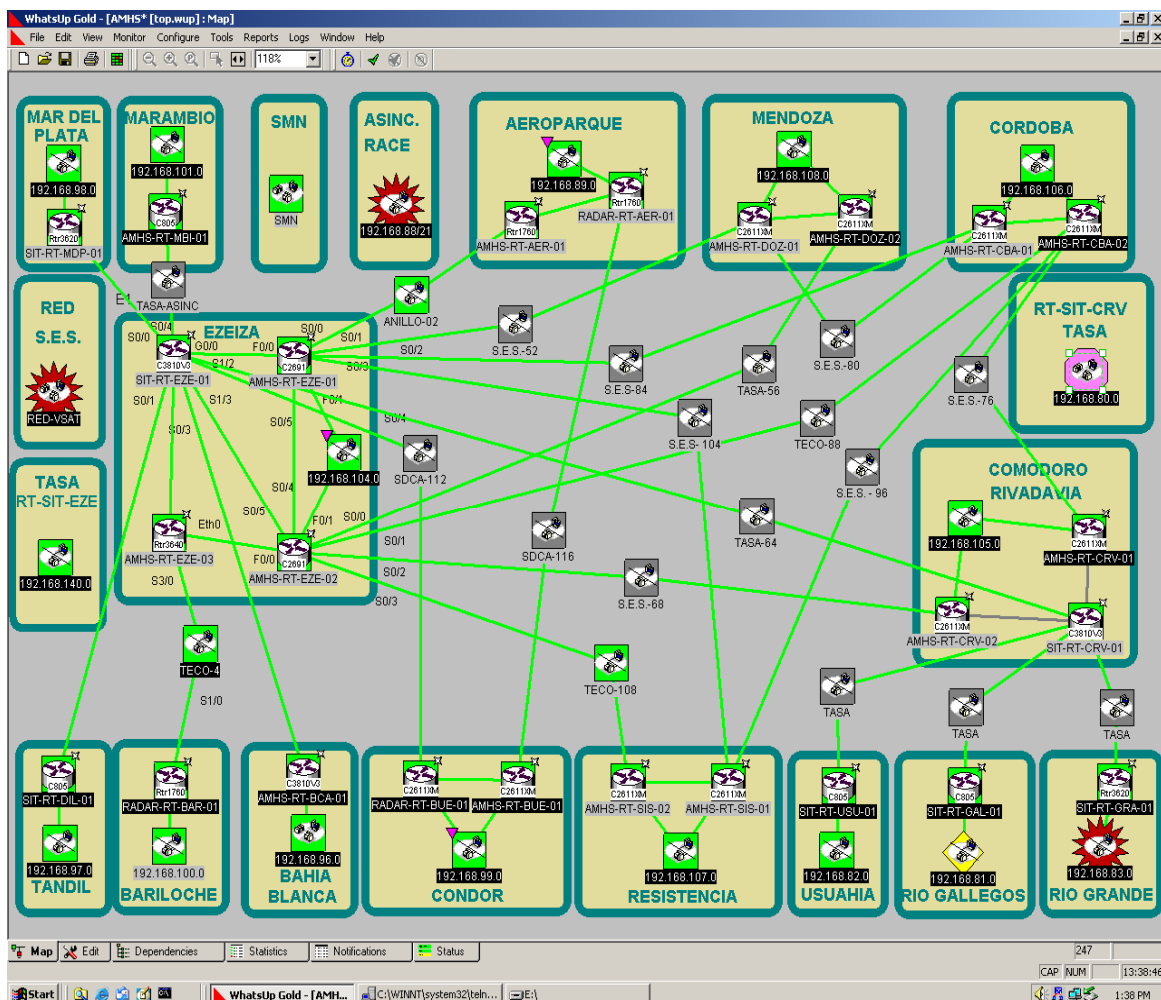 WhatsUp Gold - [AMHS* [top.wup] : Map]
File Edit View Monitor Configure Tools Reports Logs Window Help
118%
MAR DEL
PLATA
192.168.98.0
Rtr3620
SIT-RT-MDP-01
MARAMBIO
192.168.101.0
C805
AMHS-RT-MBI-01
TASA-ASINC
SMN
SMN
ASINC.
RACE
192.168.88/21
AEROPARQUE
192.168.89.0
Rtr1760
RADAR-RT-AER-01
Rtr1760
AMHS-RT-AER-01
MENDOZA
192.168.108.0
C2611XM
AMHS-RT-DOZ-01
C2611XM
AMHS-RT-DOZ-02
CORDOBA
192.168.106.0
C2611XM
AMHS-RT-CBA-01
C2611XM
AMHS-RT-CBA-02
RED
S.E.S.
RED-VSAT
RT-SIT-CRV
TASA
192.168.80.0
TASA
RT-SIT-EZE
192.168.140.0
EZEIZA
E1
S0/4
S0/0
G0/0
F0/0
S0/0
S0/1
S0/2
S0/3
C3810V3
SIT-RT-EZE-01
S1/2
C2691
AMHS-RT-EZE-01
S0/1
S1/3
F0/1
S0/4
S0/3
S0/5
192.168.104.0
S0/4
S0/5
F0/1
S0/0
Eth0
Rtr3640
AMHS-RT-EZE-03
S3/0
F0/0
C2691
AMHS-RT-EZE-02
S0/1
S0/2
S0/3
ANILLO-02
S.E.S.-52
S.E.S-84
TASA-56
S.E.S.-80
S.E.S.-76
S.E.S- 104
TECO-88
S.E.S. - 96
SDCA-112
SDCA-116
TASA-64
S.E.S.-68
TECO-4
S1/0
TECO-108
COMODORO
RIVADAVIA
192.168.105.0
C2611XM
AMHS-RT-CRV-01
C2611XM
AMHS-RT-CRV-02
C3810V3
SIT-RT-CRV-01
TASA
TASA
TASA
C805
SIT-RT-DIL-01
192.168.97.0
TANDIL
Rtr1760
RADAR-RT-BAR-01
192.168.100.0
BARILOCHE
C3810V3
AMHS-RT-BCA-01
192.168.96.0
BAHIA
BLANCA
C2611XM
RADAR-RT-BUE-01
C2611XM
AMHS-RT-BUE-01
192.168.99.0
CONDOR
C2611XM
AMHS-RT-SIS-02
C2611XM
AMHS-RT-SIS-01
192.168.107.0
RESISTENCIA
C805
SIT-RT-USU-01
192.168.82.0
USUAHIA
C805
SIT-RT-GAL-01
192.168.81.0
RIO GALLEGOS
Rtr3620
SIT-RT-GRA-01
192.168.83.0
RIO GRANDE
Map Edit Dependencies Statistics Notifications Status
247
CAP NUM 13:38:46
Start WhatsUp Gold - [AMH... C:\WINNT\system32\teln... E:\ 1:38 PM